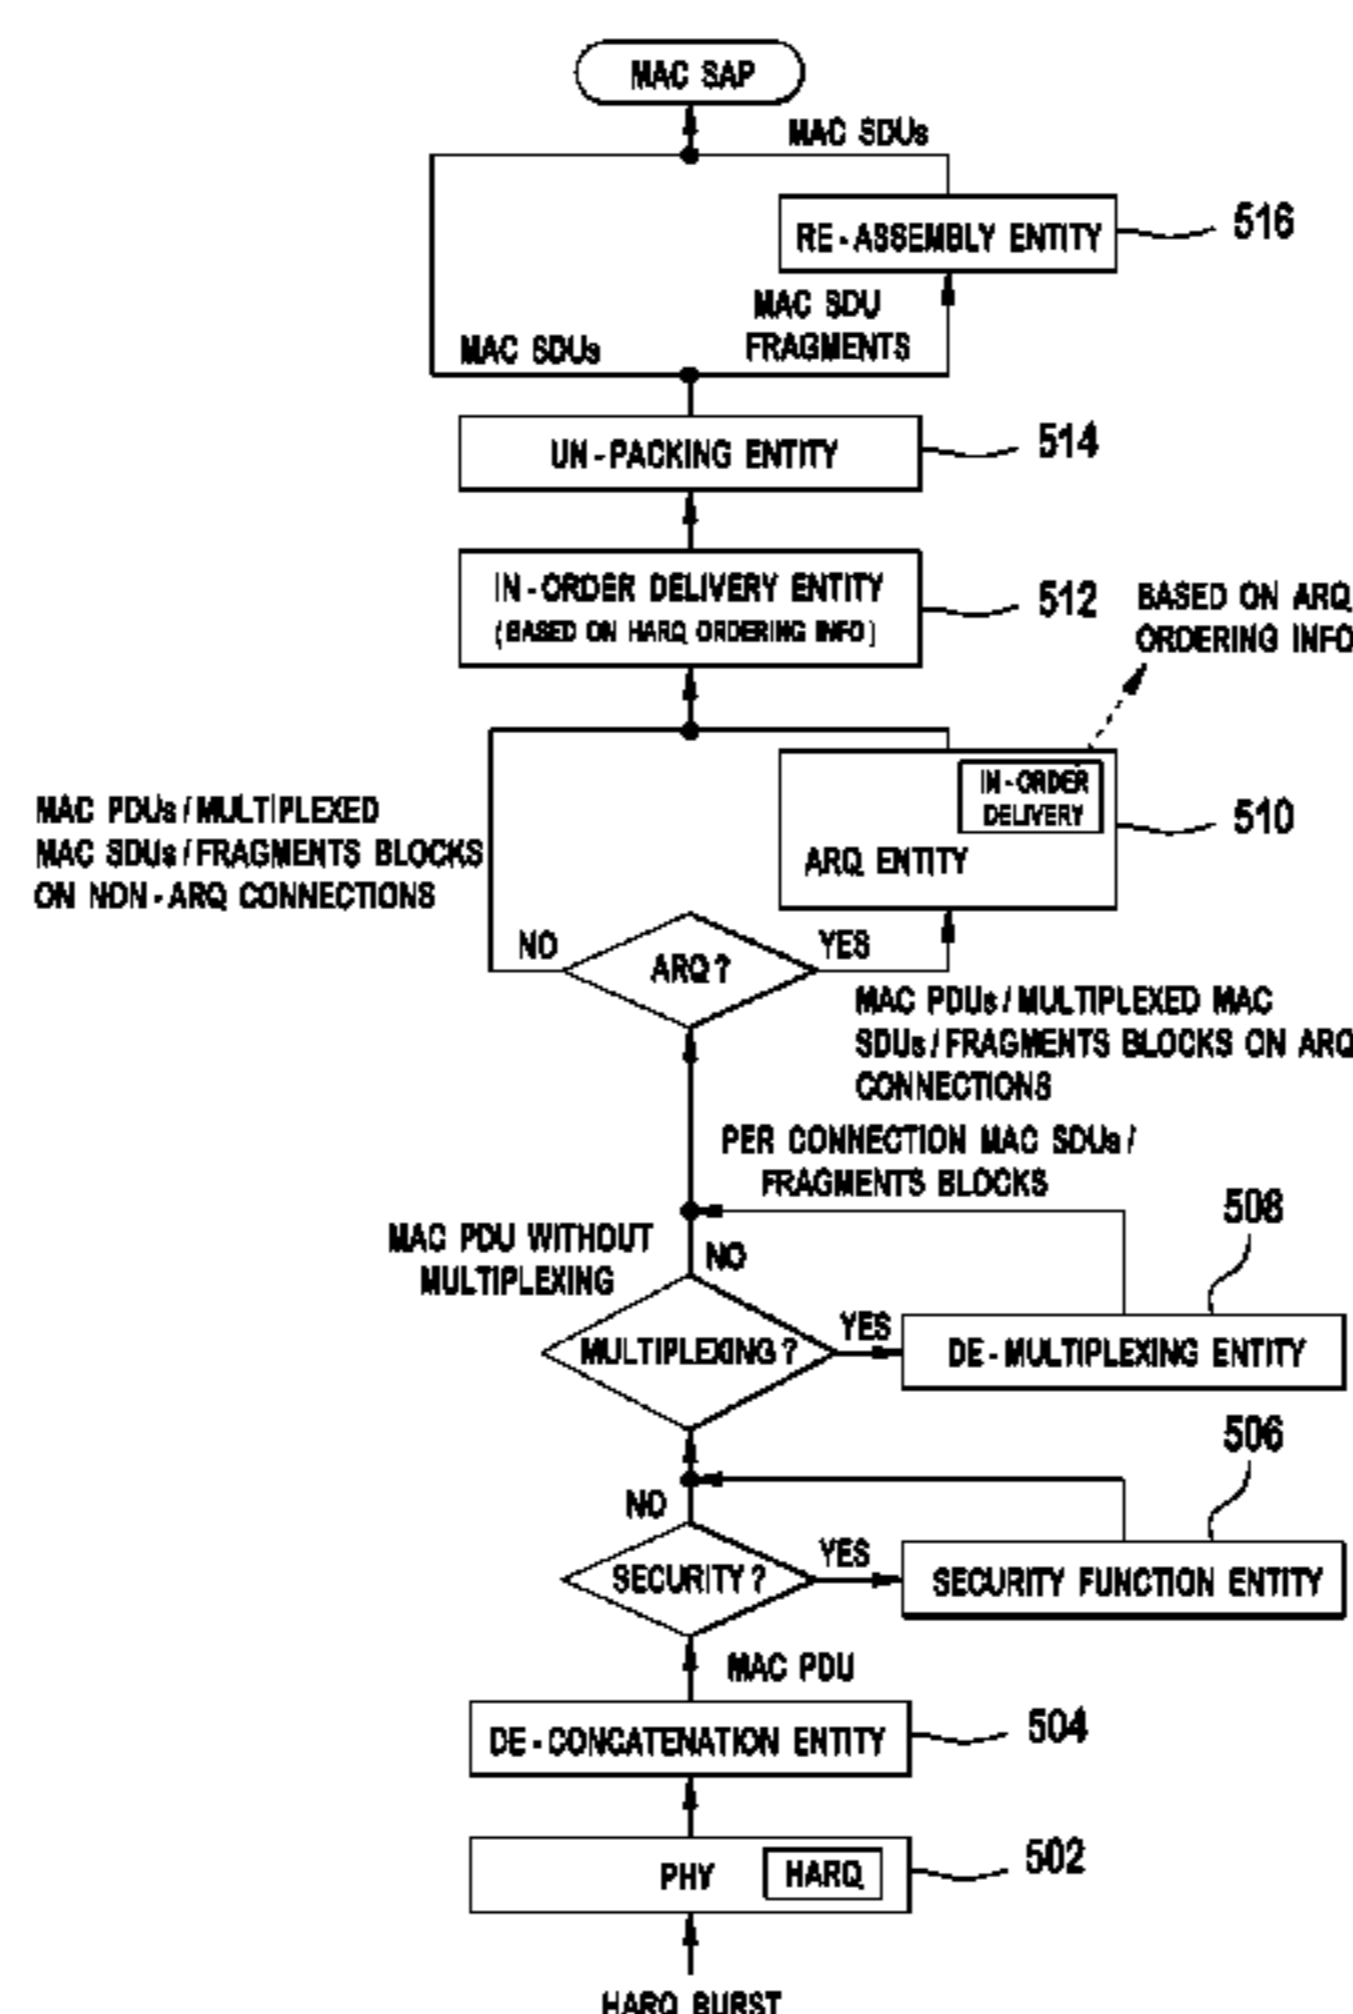 MAC SAP
MAC SDUs
RE-ASSEMBLY ENTITY
516
MAC SDU
FRAGMENTS
MAC SDUs
UN-PACKING ENTITY
514
IN-ORDER DELIVERY ENTITY
(BASED ON HARQ ORDERING INFO)
512
BASED ON ARQ
ORDERING INFO
IN-ORDER
DELIVERY
ARQ ENTITY
510
MAC PDUs/MULTIPLEXED
MAC SDUs/FRAGMENTS BLOCKS
ON NON-ARQ CONNECTIONS
NO
ARQ?
YES
MAC PDUs/MULTIPLEXED MAC
SDUs/FRAGMENTS BLOCKS ON ARQ
CONNECTIONS
PER CONNECTION MAC SDUs/
FRAGMENTS BLOCKS
508
MAC PDU WITHOUT
MULTIPLEXING
NO
MULTIPLEXING?
YES
DE-MULTIPLEXING ENTITY
506
NO
SECURITY?
YES
SECURITY FUNCTION ENTITY
MAC PDU
DE-CONCATENATION ENTITY
504
PHY
HARQ
502
HARQ BURST